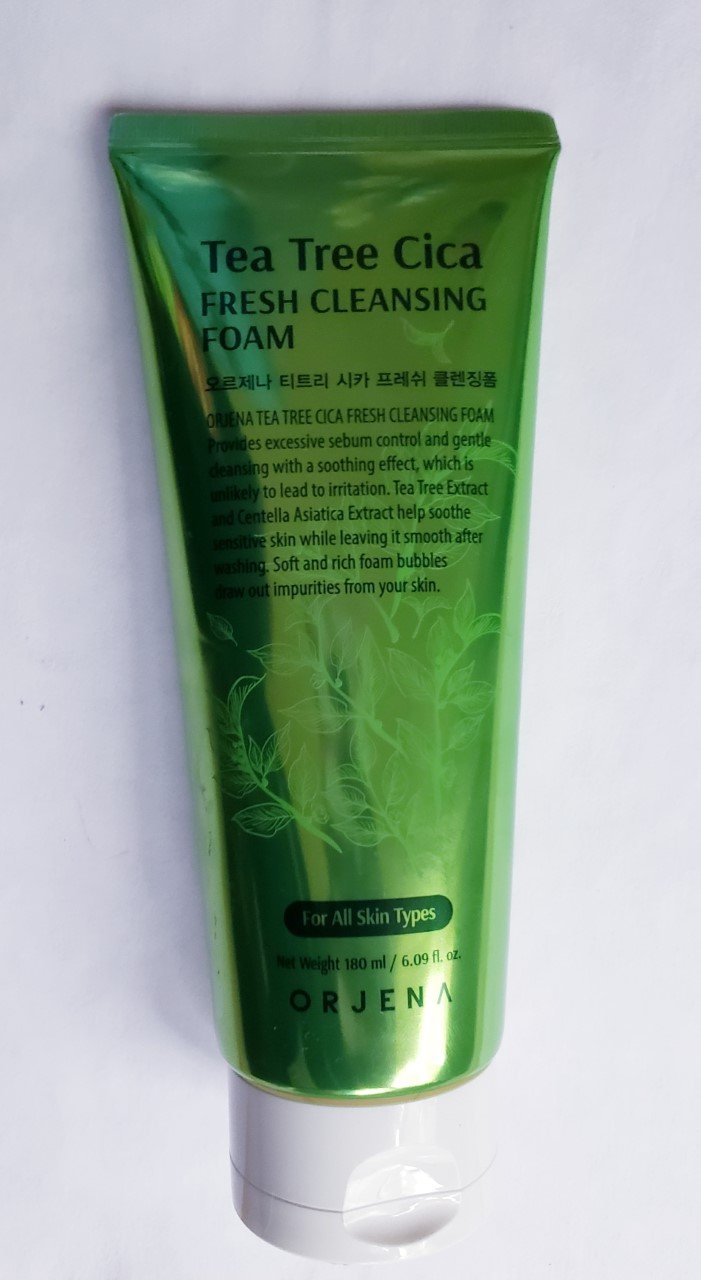 Tea Tree Cica
FRESH CLEANSING
FOAM
오르제나 티트리 시카 프레쉬 클렌징폼
ORJENA TEA TREE CICA FRESH CLEANSING FOAM
Provides excessive sebum control and gentle
cleansing with a soothing effect, which is
unlikely to lead to irritation. Tea Tree Extract
and Centella Asiatica Extract help soothe
sensitive skin while leaving it smooth after
washing. Soft and rich foam bubbles
draw out impurities from your skin.
For All Skin Types
Net Weight 180 ml / 6.09 fl. oz.
ORJENA